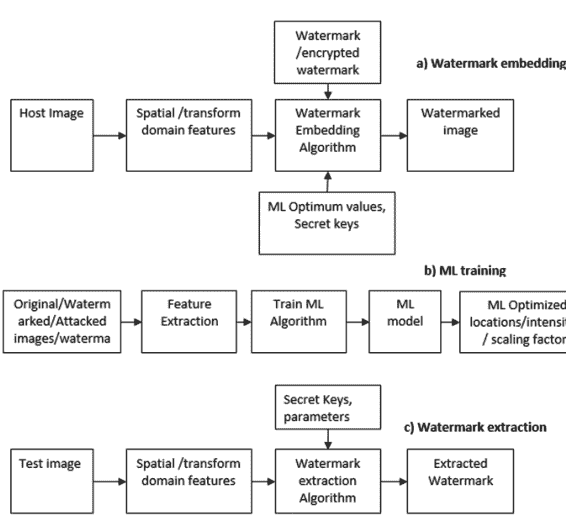 Watermark
/encrypted
watermark
a) Watermark embedding
Host Image
Spatial /transform
domain features
Watermark
Embedding
Algorithm
Watermarked
image
ML Optimum values,
Secret keys
b) ML training
Original/Waterm
arked/Attacked
images/waterma
Feature
Extraction
Train ML
Algorithm
ML
model
ML Optimized
locations/intensit
/ scaling factor
Secret Keys,
parameters
c) Watermark extraction
Test image
Spatial /transform
domain features
Watermark
extraction
Algorithm
Extracted
Watermark